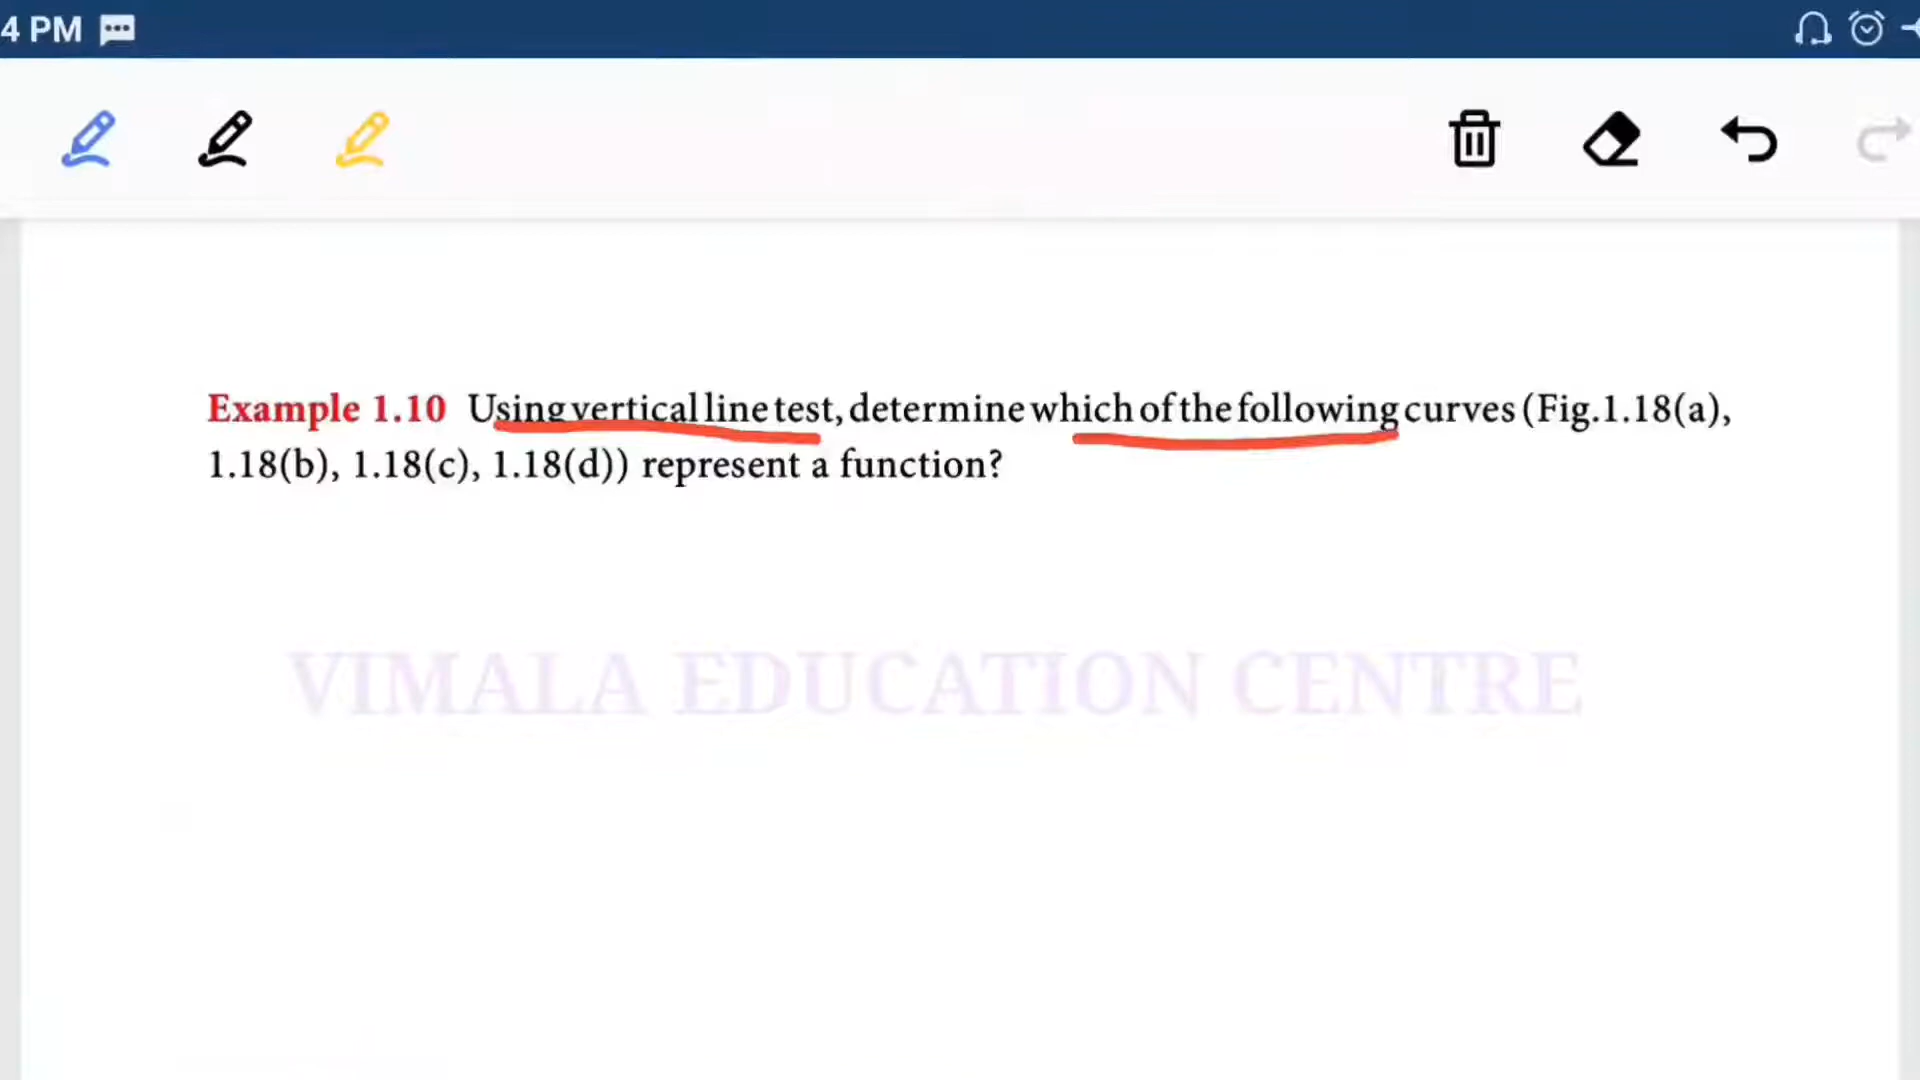 4 PM
Example 1.10 Using vertical line test, determine which of the following curves (Fig.1.18(a),
1.18(b), 1.18(c), 1.18(d)) represent a function?
VIMALA EDUCATION CENTRE